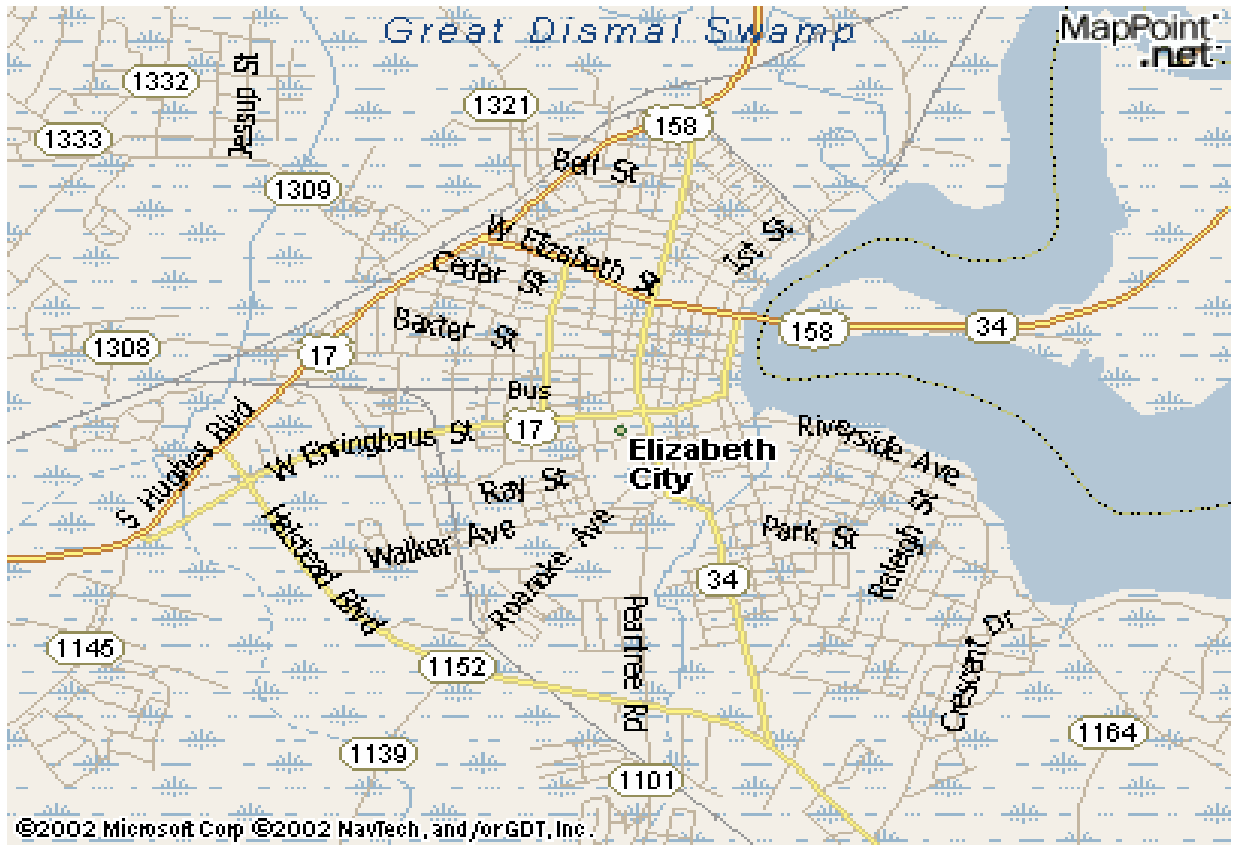 Great Dismal Swamp
MapPoint
.net
1332
Jessup St
1321
158
1333
Bell St
1309
W Elizabeth St
1st St
Cedar St
Baxter St
158
34
1308
17
Bus
17
S Hughes Blvd
W Ehringhaus St
Elizabeth
City
Riverside Ave
Ray St
Raleigh St
Walker Ave
Park St
Halstead Blvd
Roanoke Ave
34
Peartree Rd
Crescent Dr
1145
1152
1164
1139
1101
©2002 Microsoft Corp ©2002 NavTech, and/or GDT, Inc.